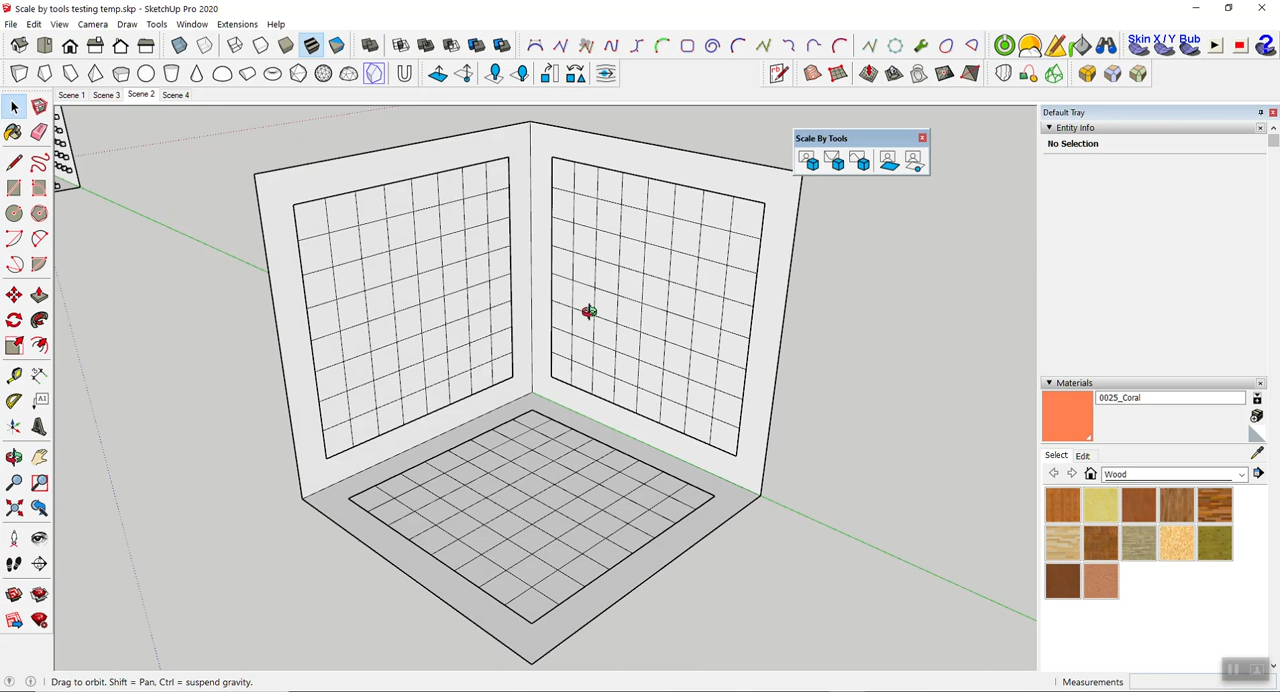 Scale by tools testing temp.skp - SketchUp Pro 2020
File Edit View Camera Draw Tools Window Extensions Help
Skin X / Y Bub
Scene 1 Scene 3 Scene 2 Scene 4
Default Tray
Entity Info
No Selection
Scale By Tools
A1
Materials
0025_Coral
Select Edit
Wood
Drag to orbit. Shift = Pan, Ctrl = suspend gravity.
Measurements